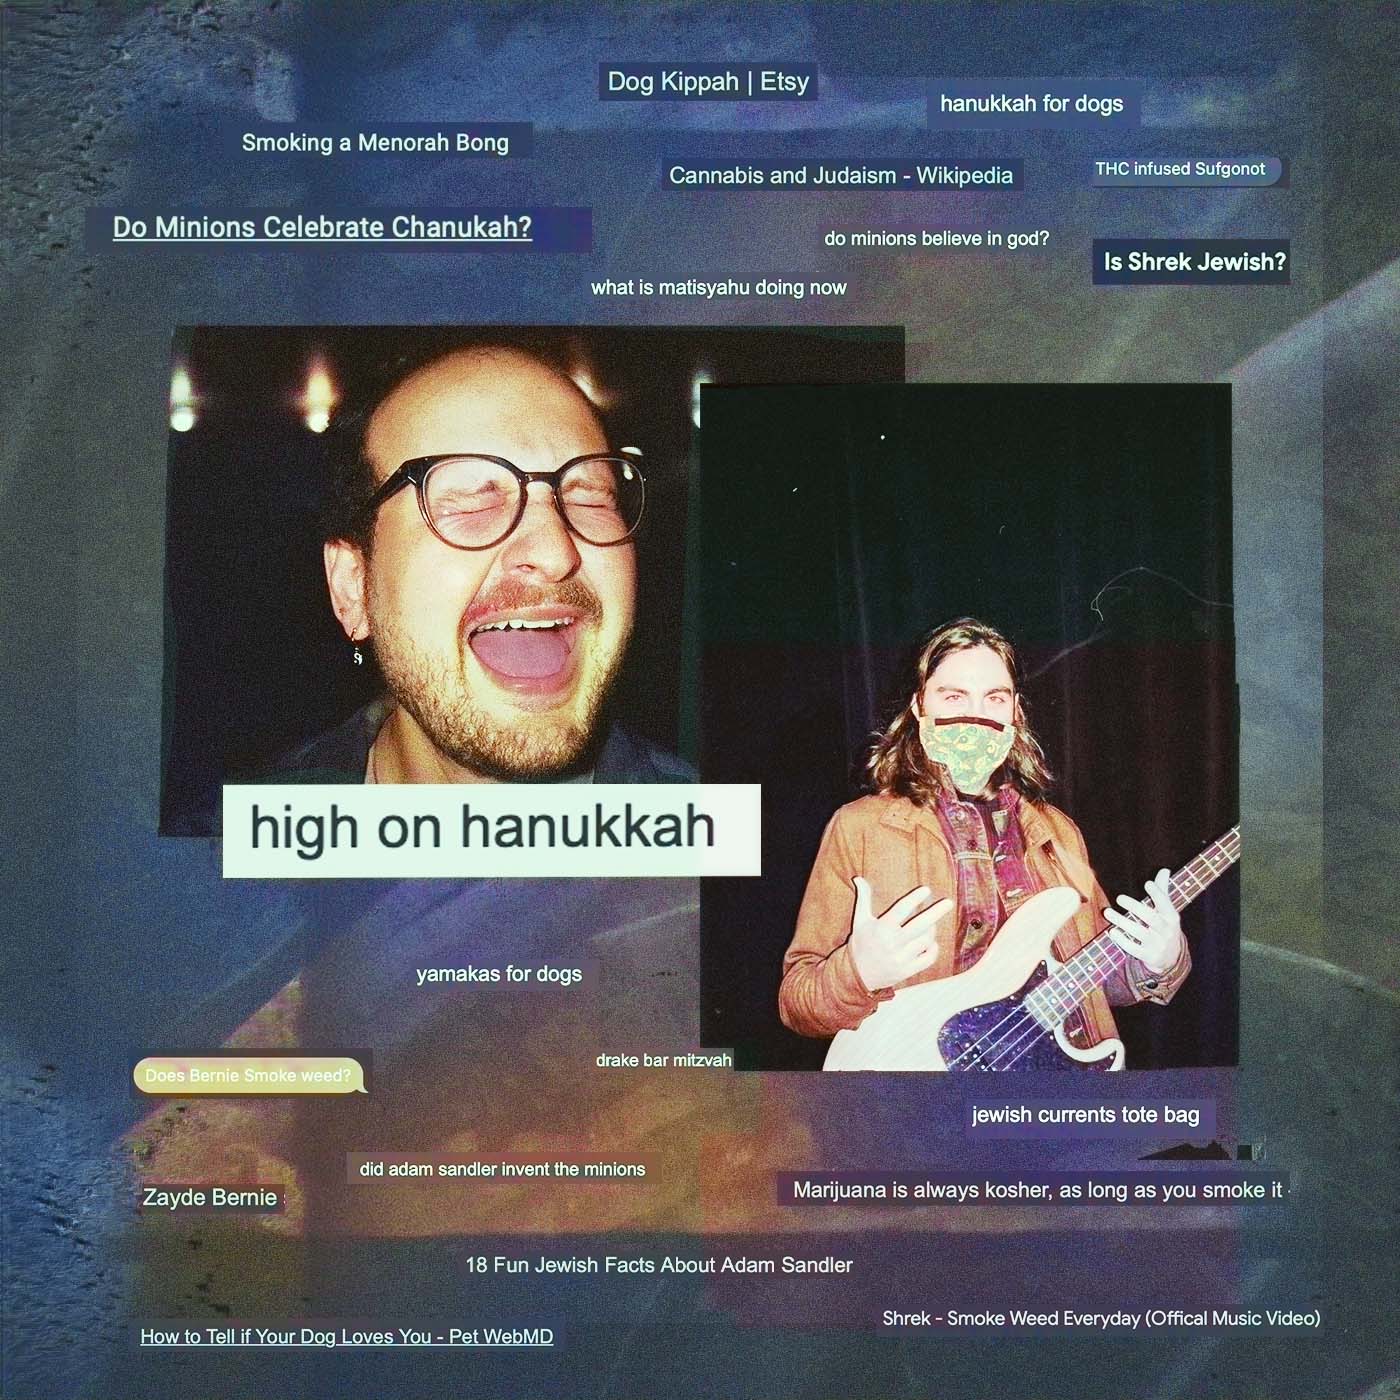 Dog Kippah | Etsy
hanukkah for dogs
Smoking a Menorah Bong
Cannabis and Judaism - Wikipedia
THC infused Sufgonot
Do Minions Celebrate Chanukah?
do minions believe in god?
Is Shrek Jewish?
what is matisyahu doing now
high on hanukkah
yamakas for dogs
drake bar mitzvah
Does Bernie Smoke weed?
jewish currents tote bag
did adam sandler invent the minions
Zayde Bernie
Marijuana is always kosher, as long as you smoke it
18 Fun Jewish Facts About Adam Sandler
Shrek - Smoke Weed Everyday (Offical Music Video)
How to Tell if Your Dog Loves You - Pet WebMD